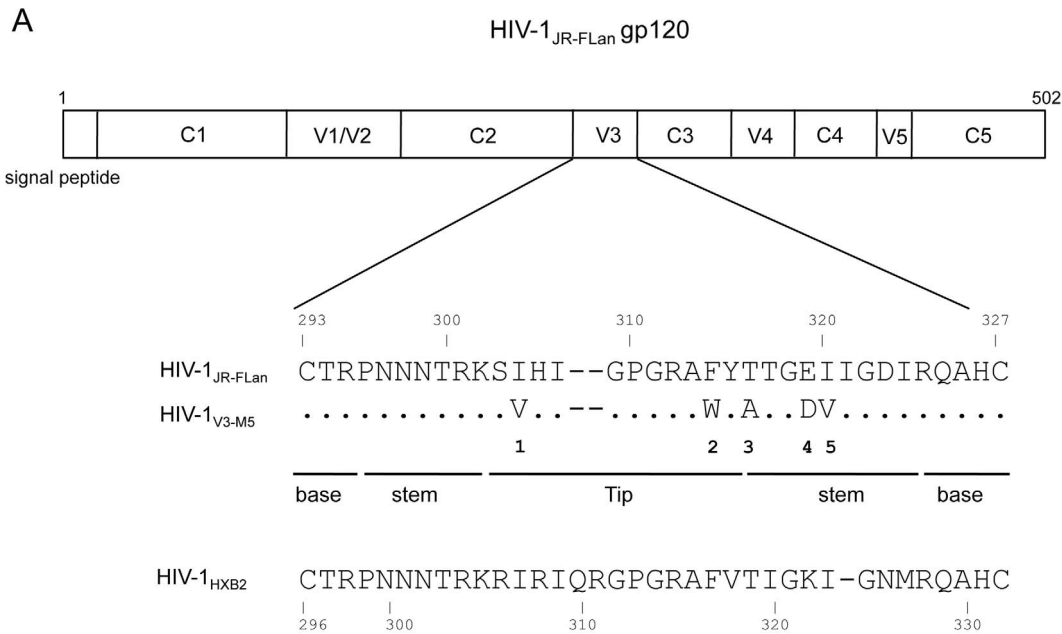 A
HIV-1JR-FLan gp120
1 502
C1 V1/V2 C2 V3 C3 V4 C4 V5 C5
signal peptide
293 300 310 320 327
HIV-1JR-FLan CTRPNNNTRKSIHI--GPGRAFYTTGEIIGDIRQAHC
HIV-1V3-M5 ...........V..--.....W.A..DV.........
1 2 3 4 5
base stem Tip stem base
HIV-1HXB2 CTRPNNNTRKRIRIQRGPGRAFVTIGKI-GNMRQAHC
296 300 310 320 330